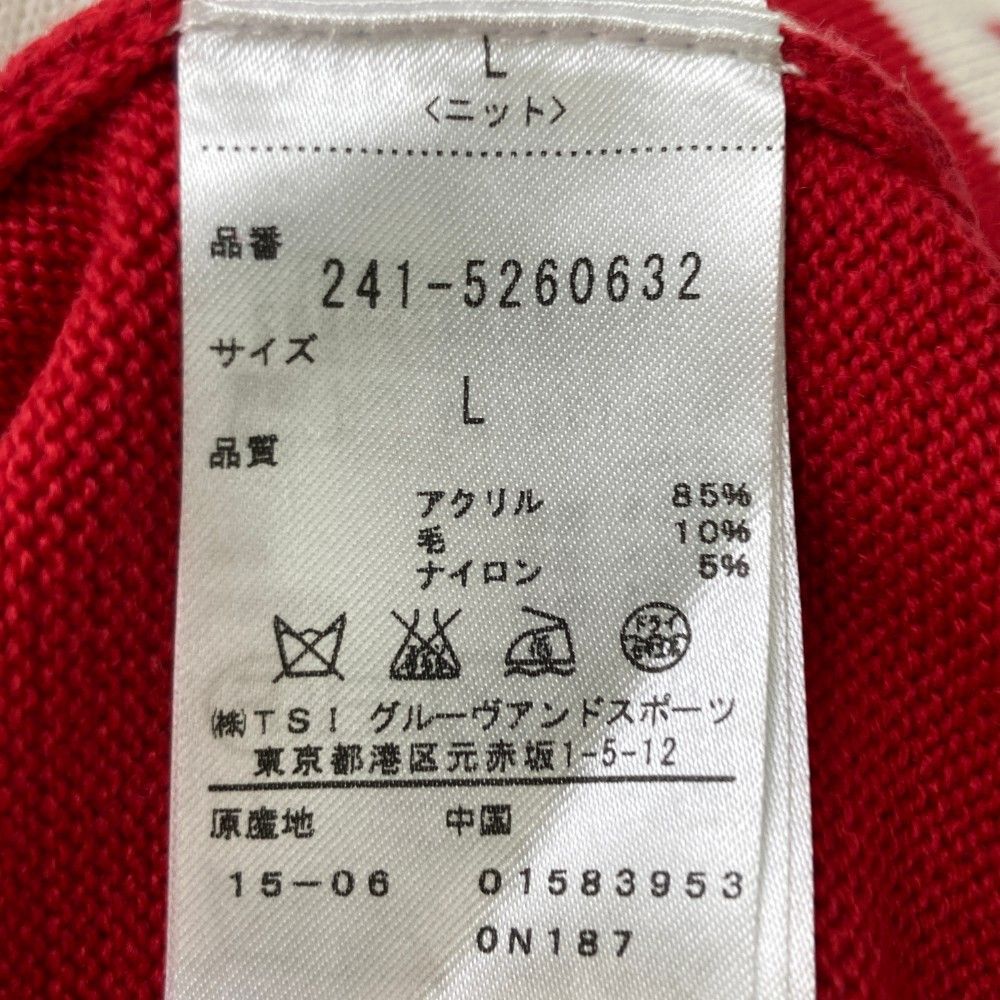 L
〈ニット〉
品番
241-5260632
サイズ
L
品質
アクリル 85%
毛 10%
ナイロン 5%
ドライ
㈱TSI グルーヴアンドスポーツ
東京都港区元赤坂1-5-12
原産地 中国
15-06 01583953
0N187